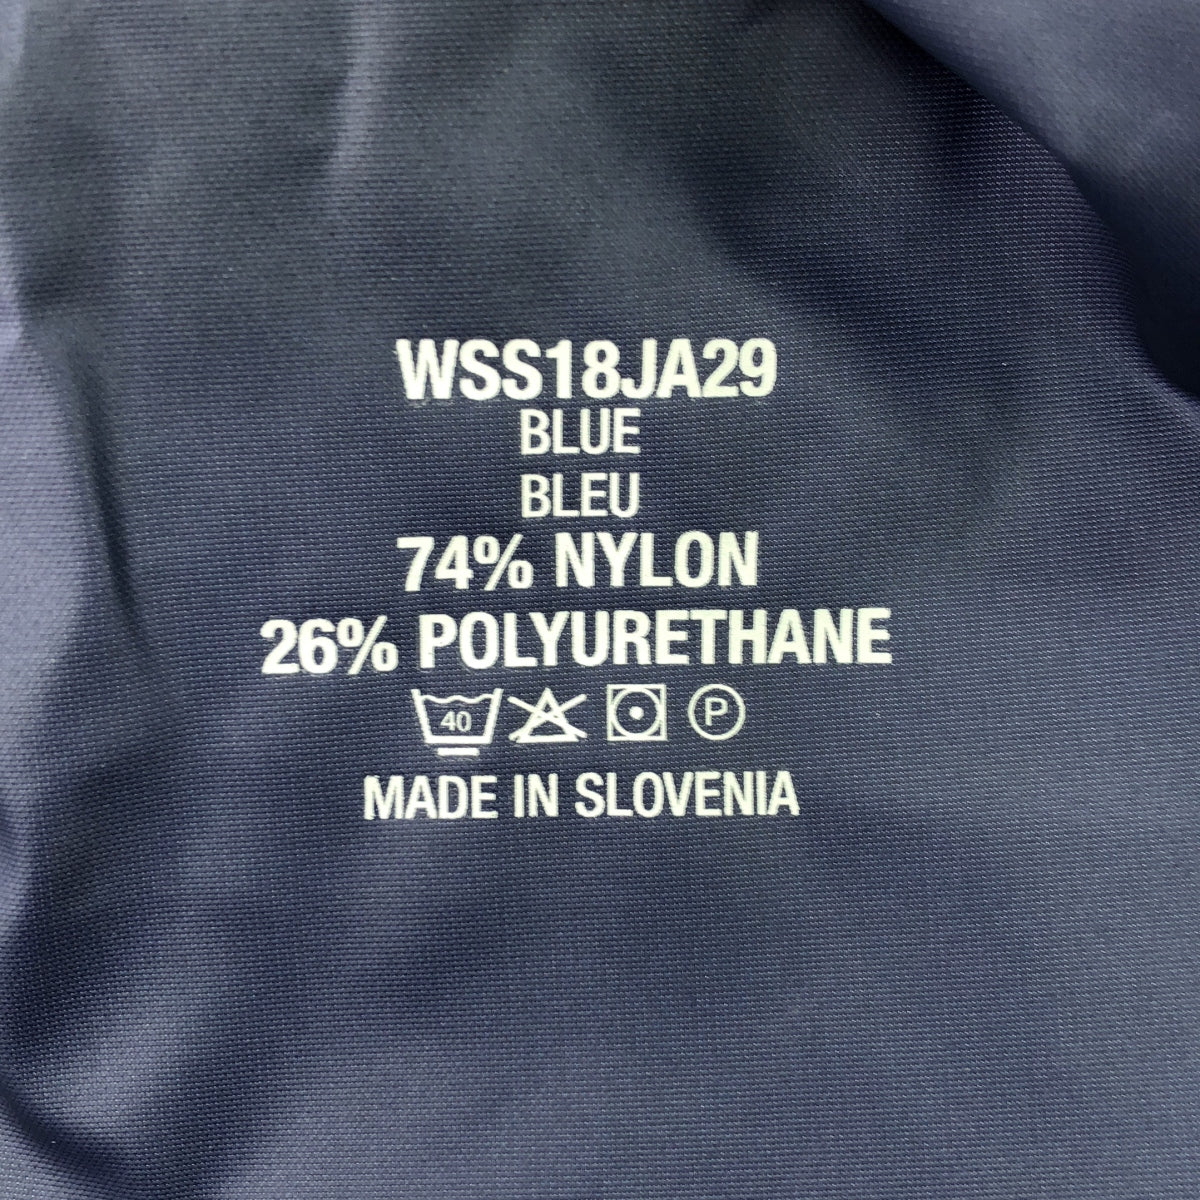 WSS18JA29
BLUE
BLEU
74% NYLON
26% POLYURETHANE
40 P
MADE IN SLOVENIA